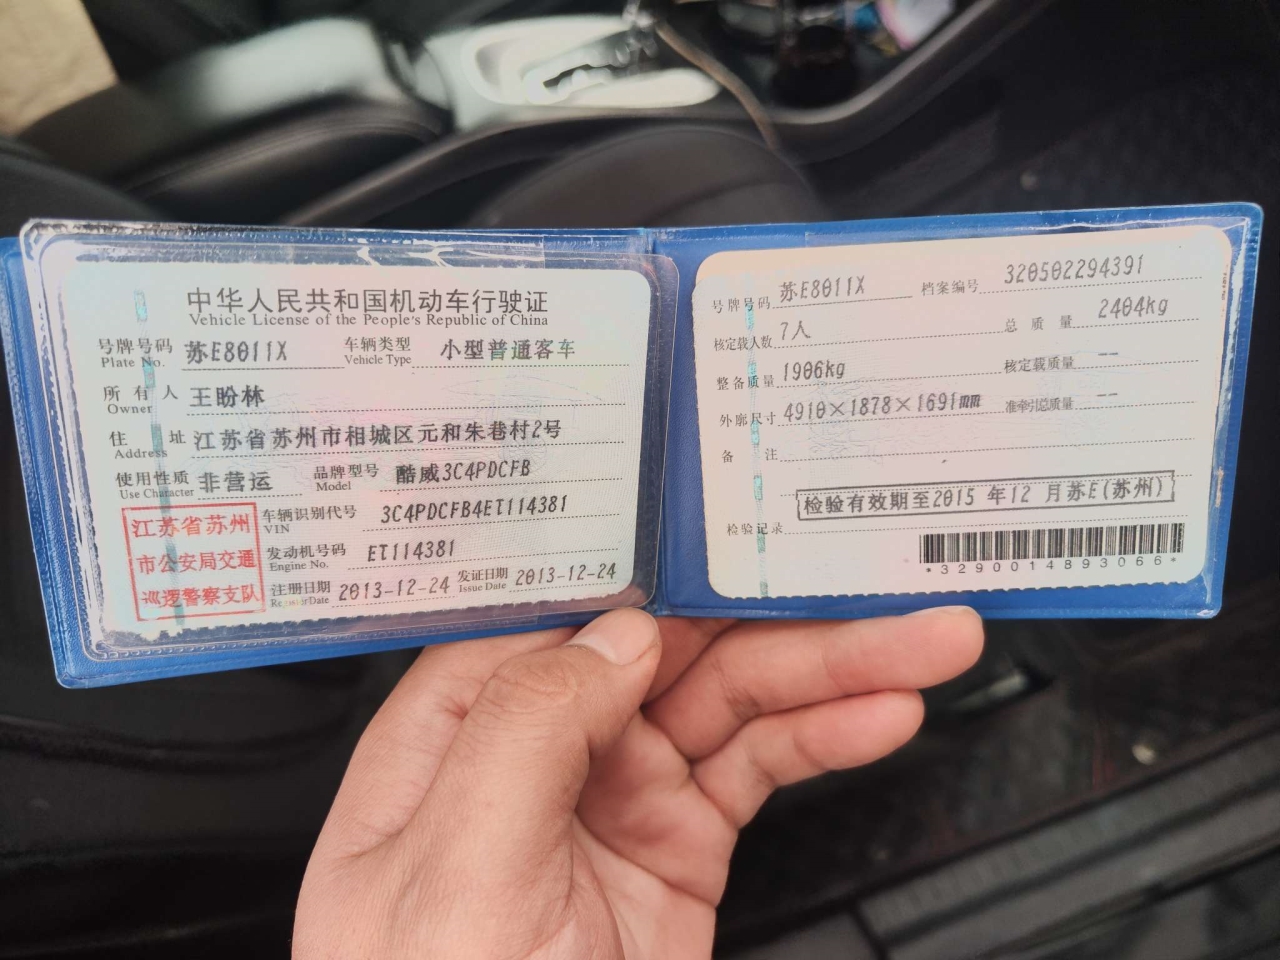 中华人民共和国机动车行驶证
Vehicle License of the People's Republic of China
号牌号码 苏E8011X 车辆类型 小型普通客车
Plate No. Vehicle Type
所有人 王盼林
Owner
住址 江苏省苏州市相城区元和朱巷村2号
Address
使用性质 非营运 品牌型号 酷威3C4PDCFB
Use Character Model
江苏省苏州
市公安局交通
巡逻警察支队
车辆识别代号 3C4PDCFB4ET114381
VIN
发动机号码 ET114381
Engine No.
注册日期 2013-12-24 发证日期 2013-12-24
Register Date Issue Date
号牌号码 苏E8011X 档案编号 320502294391
核定载人数 7人 总质量 2404kg
整备质量 1906kg 核定载质量 --
外廓尺寸 4910×1878×1691mm 准牵引总质量 --
备注
检验有效期至2015 年12 月苏E(苏州)
检验记录
*3290014893066*